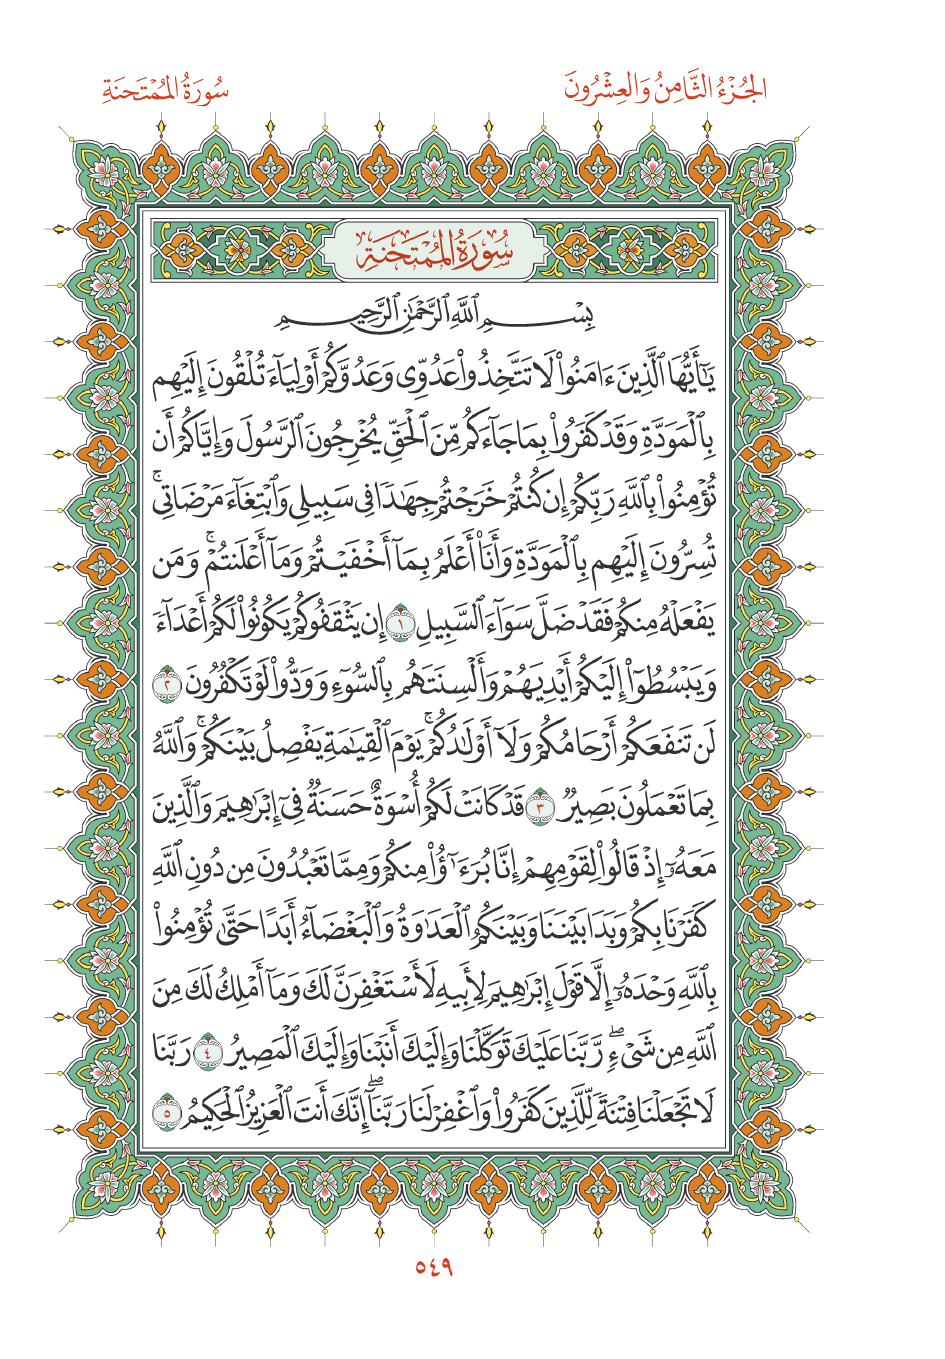 الجُزْءُ الثَّامِنُ وَالعِشْرُونَ
سُورَةُ المُمْتَحنَةِ
سُورَةُ المُمْتَحنَةِ
بِسْمِ ٱللَّهِ ٱلرَّحْمَٰنِ ٱلرَّحِيمِ
يَٰٓأَيُّهَا ٱلَّذِينَ ءَامَنُوا۟ لَا تَتَّخِذُوا۟ عَدُوِّى وَعَدُوَّكُمْ أَوْلِيَآءَ تُلْقُونَ إِلَيْهِم
بِٱلْمَوَدَّةِ وَقَدْ كَفَرُوا۟ بِمَا جَآءَكُم مِّنَ ٱلْحَقِّ يُخْرِجُونَ ٱلرَّسُولَ وَإِيَّاكُمْ أَن
تُؤْمِنُوا۟ بِٱللَّهِ رَبِّكُمْ إِن كُنتُمْ خَرَجْتُمْ جِهَٰدًا فِى سَبِيلِى وَٱبْتِغَآءَ مَرْضَاتِى ۚ
تُسِرُّونَ إِلَيْهِم بِٱلْمَوَدَّةِ وَأَنَا۠ أَعْلَمُ بِمَآ أَخْفَيْتُمْ وَمَآ أَعْلَنتُمْ ۚ وَمَن
يَفْعَلْهُ مِنكُمْ فَقَدْ ضَلَّ سَوَآءَ ٱلسَّبِيلِ ١ إِن يَثْقَفُوكُمْ يَكُونُوا۟ لَكُمْ أَعْدَآءً
وَيَبْسُطُوٓا۟ إِلَيْكُمْ أَيْدِيَهُمْ وَأَلْسِنَتَهُم بِٱلسُّوٓءِ وَوَدُّوا۟ لَوْ تَكْفُرُونَ ٢
لَن تَنفَعَكُمْ أَرْحَامُكُمْ وَلَآ أَوْلَٰدُكُمْ ۚ يَوْمَ ٱلْقِيَٰمَةِ يَفْصِلُ بَيْنَكُمْ ۚ وَٱللَّهُ
بِمَا تَعْمَلُونَ بَصِيرٌ ٣ قَدْ كَانَتْ لَكُمْ أُسْوَةٌ حَسَنَةٌ فِىٓ إِبْرَٰهِيمَ وَٱلَّذِينَ
مَعَهُۥٓ إِذْ قَالُوا۟ لِقَوْمِهِمْ إِنَّا بُرَءَٰٓؤُا۟ مِنكُمْ وَمِمَّا تَعْبُدُونَ مِن دُونِ ٱللَّهِ
كَفَرْنَا بِكُمْ وَبَدَا بَيْنَنَا وَبَيْنَكُمُ ٱلْعَدَٰوَةُ وَٱلْبَغْضَآءُ أَبَدًا حَتَّىٰ تُؤْمِنُوا۟
بِٱللَّهِ وَحْدَهُۥٓ إِلَّا قَوْلَ إِبْرَٰهِيمَ لِأَبِيهِ لَأَسْتَغْفِرَنَّ لَكَ وَمَآ أَمْلِكُ لَكَ مِنَ
ٱللَّهِ مِن شَىْءٍ ۖ رَّبَّنَا عَلَيْكَ تَوَكَّلْنَا وَإِلَيْكَ أَنَبْنَا وَإِلَيْكَ ٱلْمَصِيرُ ٤ رَبَّنَا
لَا تَجْعَلْنَا فِتْنَةً لِّلَّذِينَ كَفَرُوا۟ وَٱغْفِرْ لَنَا رَبَّنَآ ۖ إِنَّكَ أَنتَ ٱلْعَزِيزُ ٱلْحَكِيمُ ٥
٥٤٩